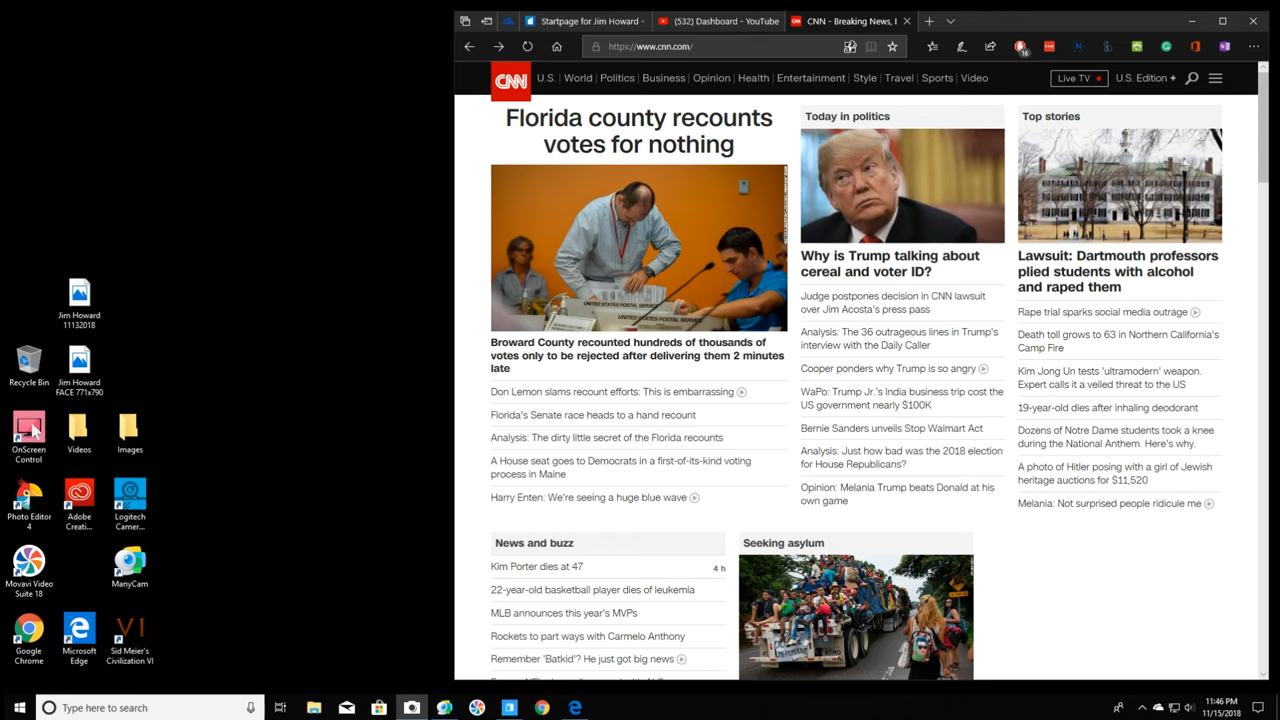 Startpage for Jim Howard -
(532) Dashboard - YouTube
CNN - Breaking News, l
https://www.cnn.com/
16
CNN
U.S. | World | Politics | Business | Opinion | Health | Entertainment | Style | Travel | Sports | Video
Live TV
U.S. Edition +
Florida county recounts
votes for nothing
UNITED STATES POSTAL SERVICE
Broward County recounted hundreds of thousands of
votes only to be rejected after delivering them 2 minutes
late
Don Lemon slams recount efforts: This is embarrassing
Florida's Senate race heads to a hand recount
Analysis: The dirty little secret of the Florida recounts
A House seat goes to Democrats in a first-of-its-kind voting
process in Maine
Harry Enten: We're seeing a huge blue wave
Today in politics
Why is Trump talking about
cereal and voter ID?
Judge postpones decision in CNN lawsuit
over Jim Acosta's press pass
Analysis: The 36 outrageous lines in Trump's
interview with the Daily Caller
Cooper ponders why Trump is so angry
WaPo: Trump Jr.'s India business trip cost the
US government nearly $100K
Bernie Sanders unveils Stop Walmart Act
Analysis: Just how bad was the 2018 election
for House Republicans?
Opinion: Melania Trump beats Donald at his
own game
Top stories
Lawsuit: Dartmouth professors
plied students with alcohol
and raped them
Rape trial sparks social media outrage
Death toll grows to 63 in Northern California's
Camp Fire
Kim Jong Un tests 'ultramodern' weapon.
Expert calls it a veiled threat to the US
19-year-old dies after inhaling deodorant
Dozens of Notre Dame students took a knee
during the National Anthem. Here's why.
A photo of Hitler posing with a girl of Jewish
heritage auctions for $11,520
Melania: Not surprised people ridicule me
News and buzz
Kim Porter dies at 47
4 h
22-year-old basketball player dies of leukemia
MLB announces this year's MVPs
Rockets to part ways with Carmelo Anthony
Remember 'Batkid'? He just got big news
Seeking asylum
Jim Howard
11132018
Recycle Bin
Jim Howard
FACE 771x790
OnScreen
Control
Videos
Images
Photo Editor
4
Adobe
Creati...
Logitech
Camer...
Movavi Video
Suite 18
ManyCam
Google
Chrome
Microsoft
Edge
VI
Sid Meier's
Civilization VI
Type here to search
11:46 PM
11/15/2018